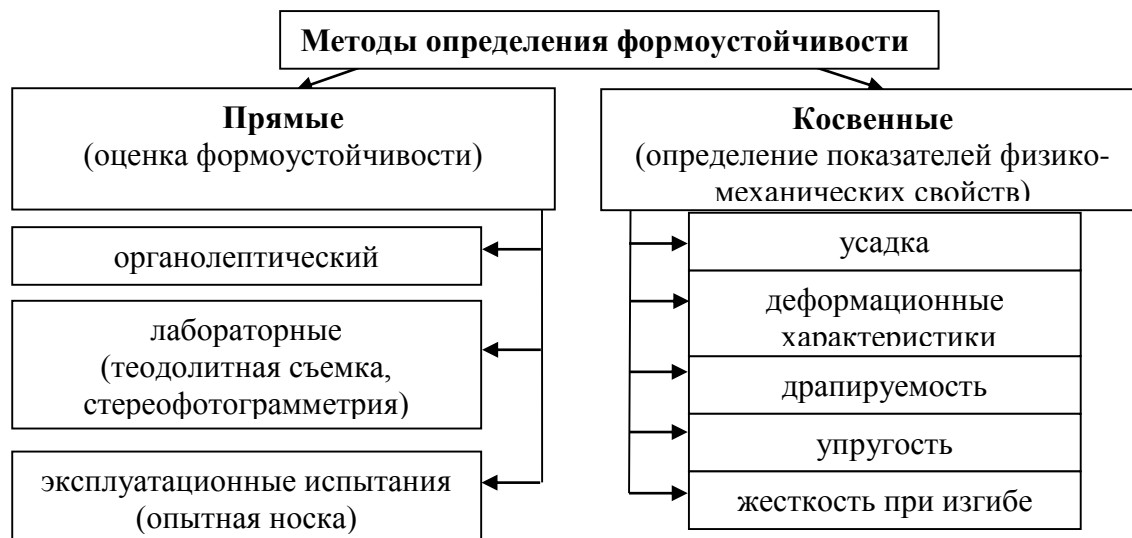 Методы определения формоустойчивости
Прямые
(оценка формоустойчивости)
органолептический
лабораторные
(теодолитная съемка,
стереофотограмметрия)
эксплуатационные испытания
(опытная носка)
Косвенные
(определение показателей физико-
механических свойств)
усадка
деформационные
характеристики
драпируемость
упругость
жесткость при изгибе